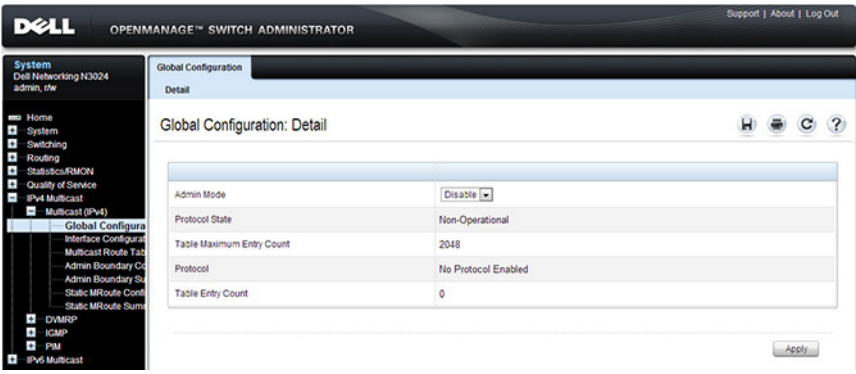 Support | About | Log Out
DELL OPENMANAGE™ SWITCH ADMINISTRATOR
System
Dell Networking N3024
admin, r/w
Home
System
Switching
Routing
Statistics/RMON
Quality of Service
IPv4 Multicast
Multicast (IPv4)
Global Configura
Interface Configurat
Multicast Route Tab
Admin Boundary Co
Admin Boundary Su
Static MRoute Confi
Static MRoute Summ
DVMRP
IGMP
PIM
IPv6 Multicast
Global Configuration
Detail
Global Configuration: Detail
Admin Mode Disable
Protocol State Non-Operational
Table Maximum Entry Count 2048
Protocol No Protocol Enabled
Table Entry Count 0
Apply